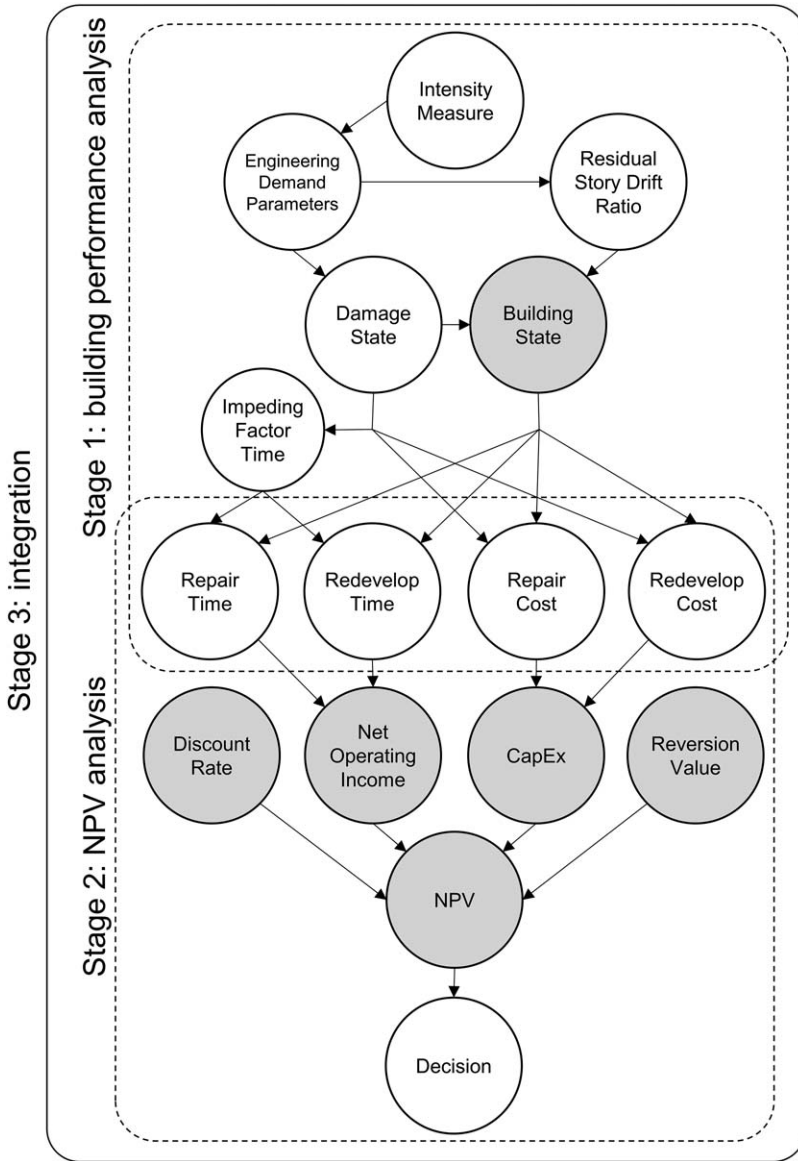 Stage 3: integration
Stage 1: building performance analysis
Intensity
Measure
Engineering
Demand
Parameters
Residual
Story Drift
Ratio
Damage
State
Building
State
Impeding
Factor
Time
Repair
Time
Redevelop
Time
Repair
Cost
Redevelop
Cost
Stage 2: NPV analysis
Discount
Rate
Net
Operating
Income
CapEx
Reversion
Value
NPV
Decision